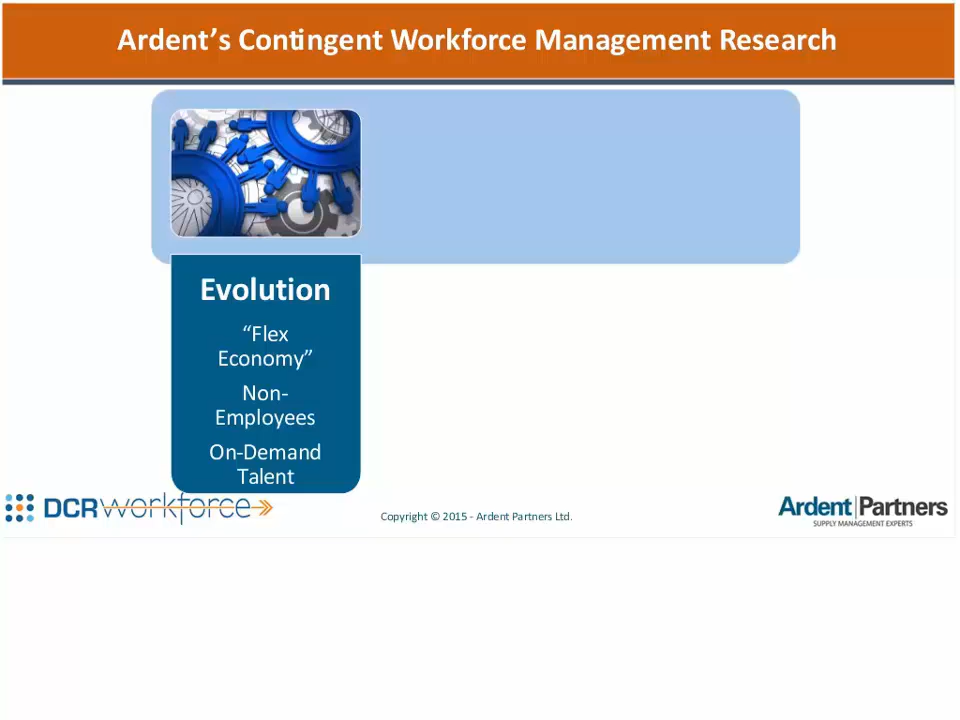 Ardent’s Contingent Workforce Management Research
Evolution
“Flex
Economy”
Non-
Employees
On-Demand
Talent
DCRworkforce
Copyright © 2015 - Ardent Partners Ltd.
Ardent|Partners
SUPPLY MANAGEMENT EXPERTS